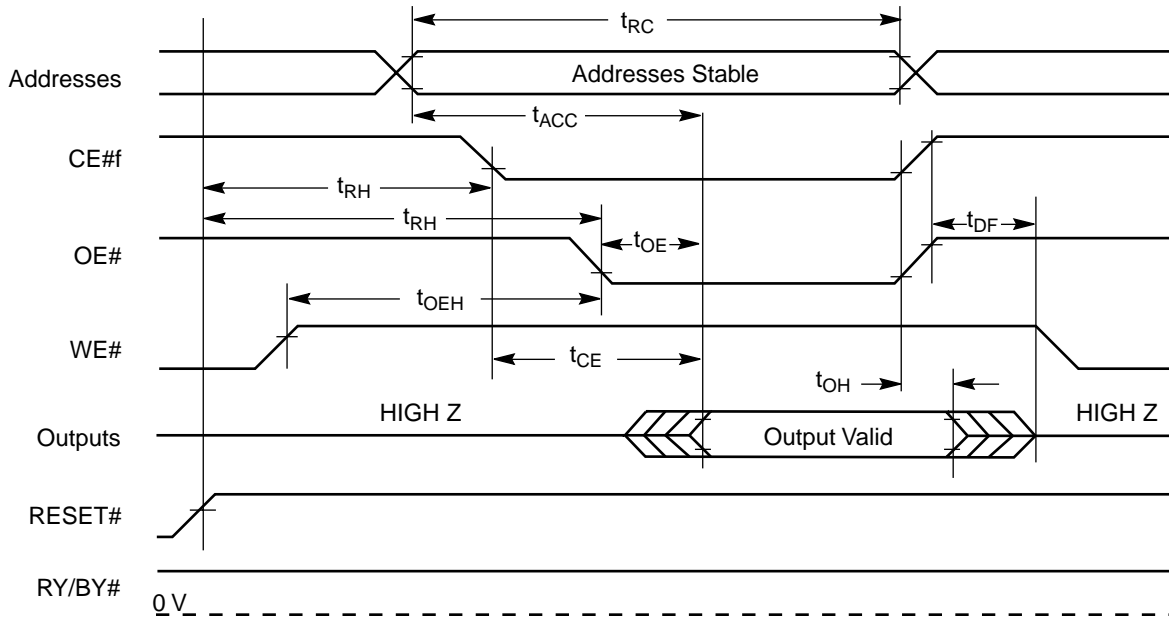 tRC
Addresses
Addresses Stable
tACC
CE#f
tRH
tRH
tDF
OE#
tOE
tOEH
WE#
tCE
tOH
HIGH Z
HIGH Z
Outputs
Output Valid
RESET#
RY/BY#
0 V